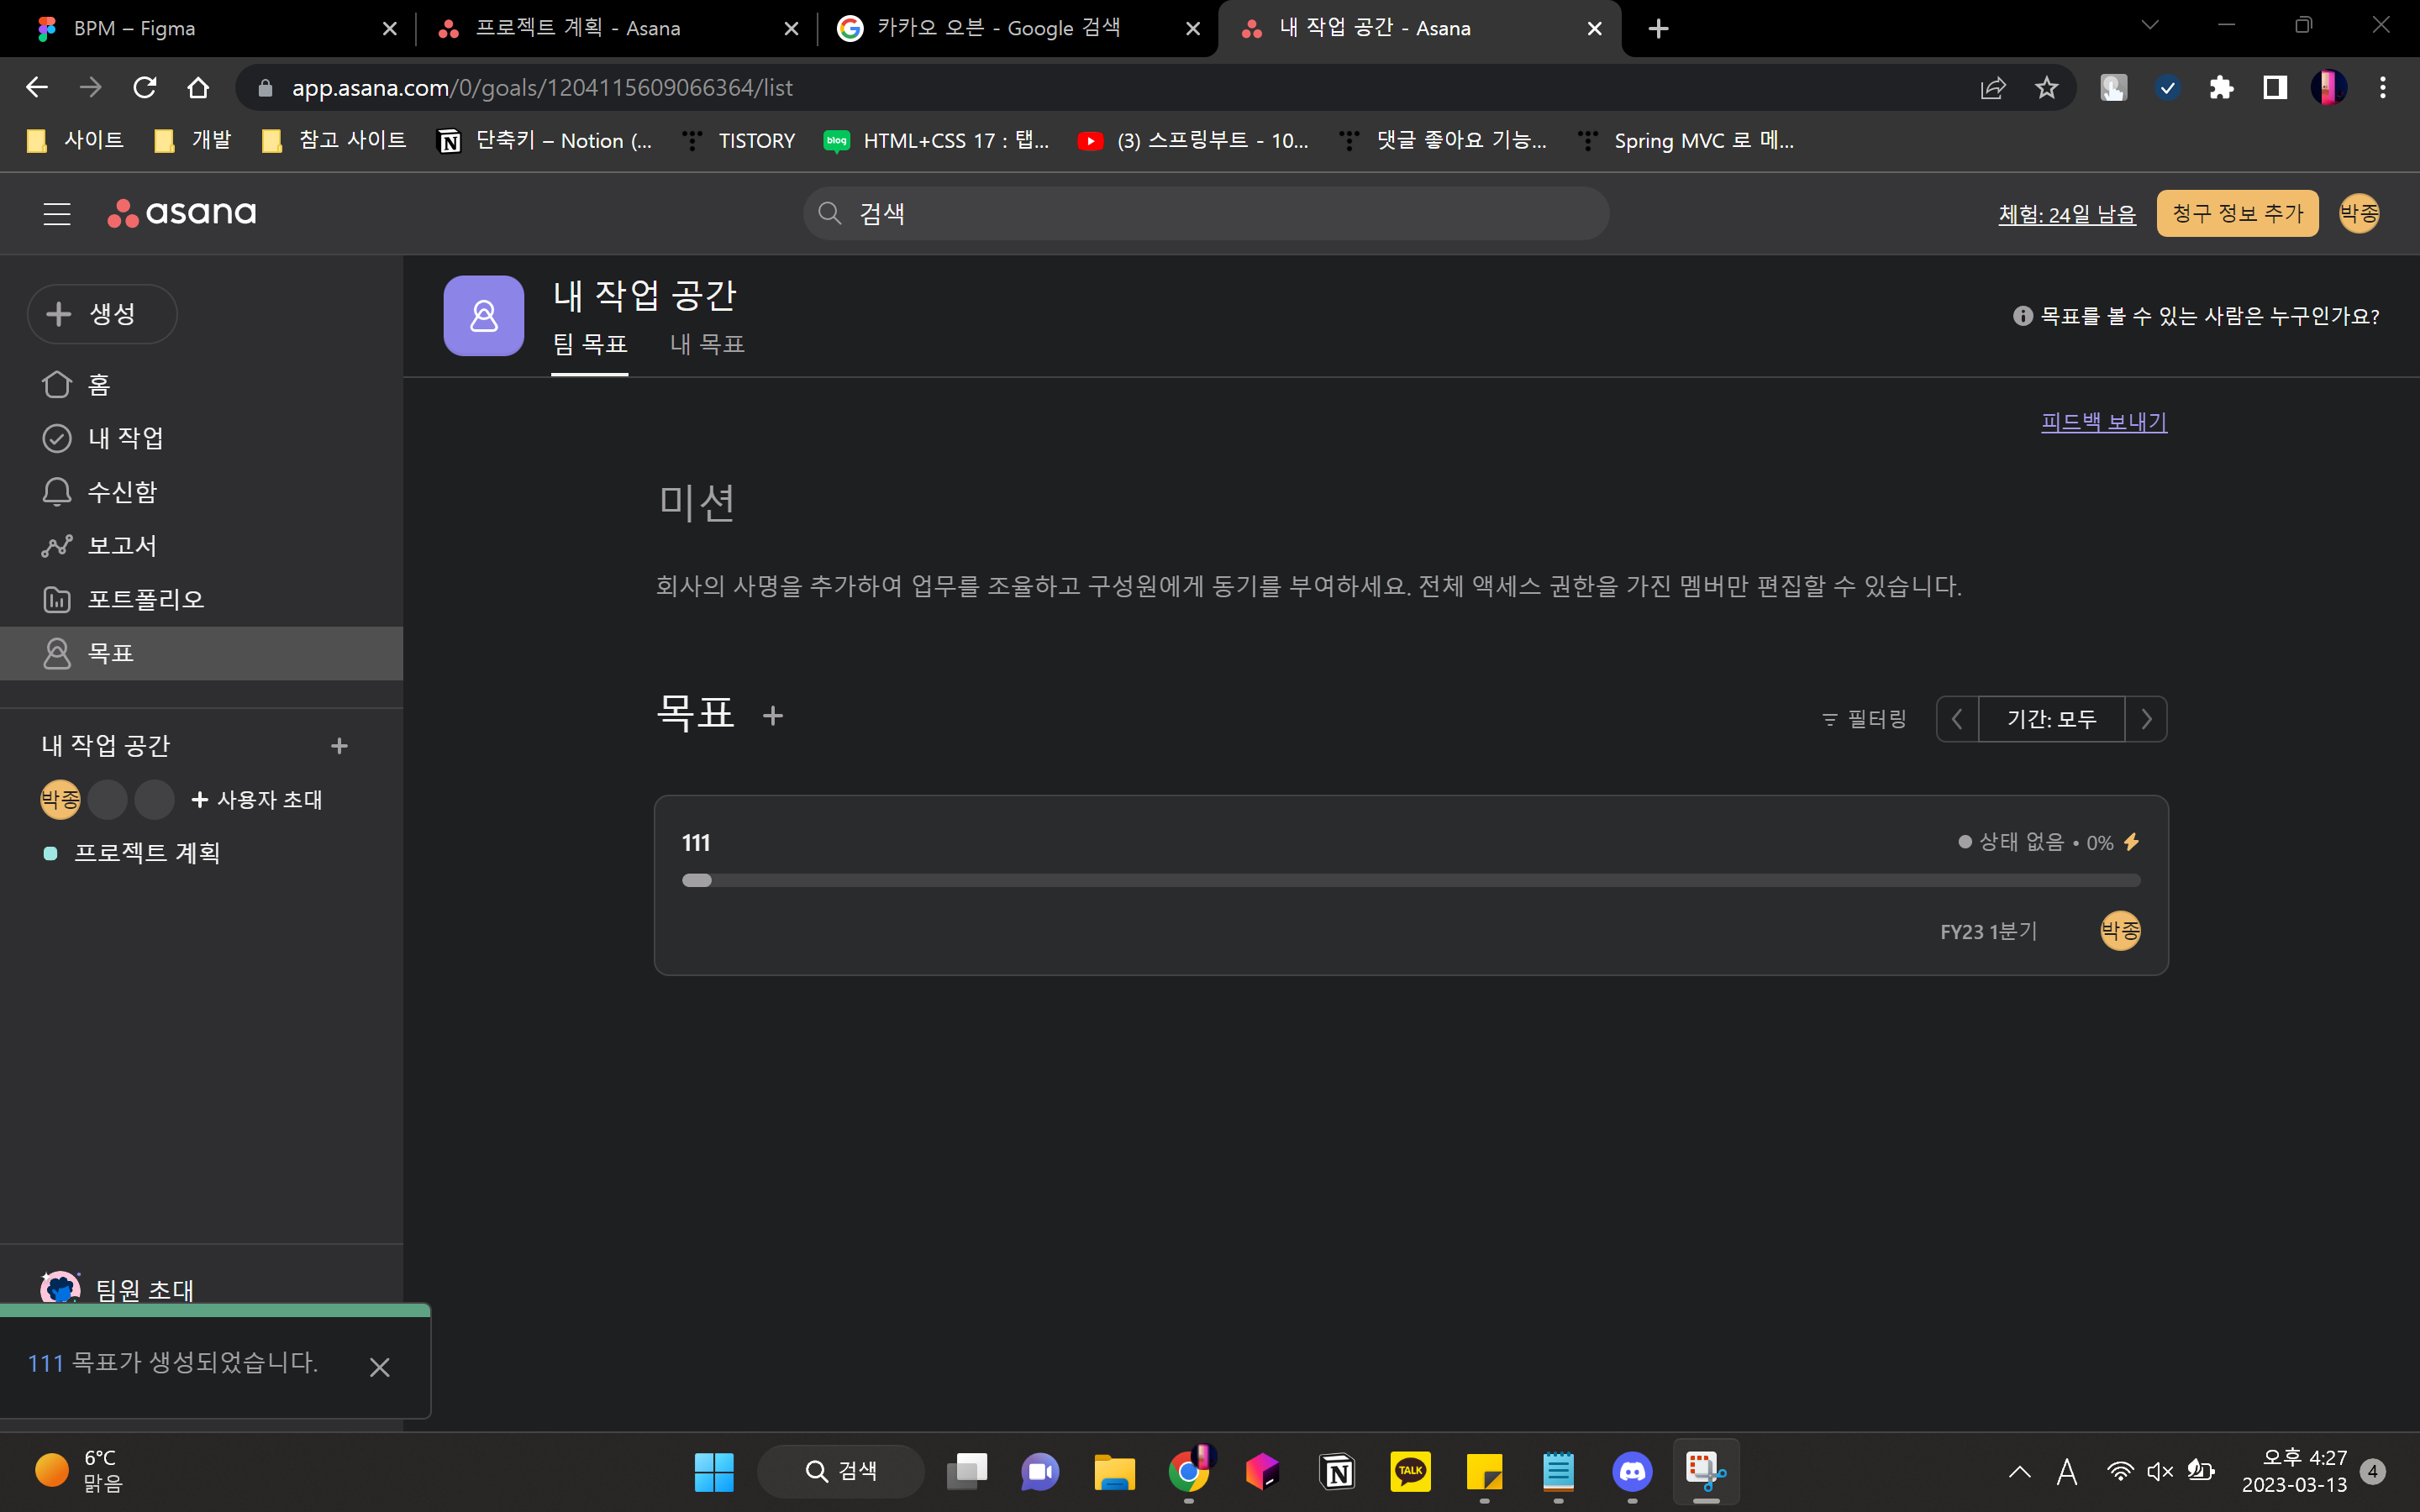 BPM – Figma
프로젝트 계획 - Asana
카카오 오븐 - Google 검색
내 작업 공간 - Asana
app.asana.com/0/goals/1204115609066364/list
사이트
개발
참고 사이트
단축키 – Notion (...
TISTORY
blog
HTML+CSS 17 : 탭...
(3) 스프링부트 - 10...
댓글 좋아요 기능...
Spring MVC 로 메...
asana
검색
체험: 24일 남음
청구 정보 추가
박종
생성
홈
내 작업
수신함
보고서
포트폴리오
목표
내 작업 공간
박종
사용자 초대
프로젝트 계획
팀원 초대
111 목표가 생성되었습니다.
내 작업 공간
팀 목표
내 목표
목표를 볼 수 있는 사람은 누구인가요?
피드백 보내기
미션
회사의 사명을 추가하여 업무를 조율하고 구성원에게 동기를 부여하세요. 전체 액세스 권한을 가진 멤버만 편집할 수 있습니다.
목표
필터링
기간: 모두
111
상태 없음 • 0%
FY23 1분기
박종
6°C
맑음
검색
TALK
A
오후 4:27
2023-03-13
4